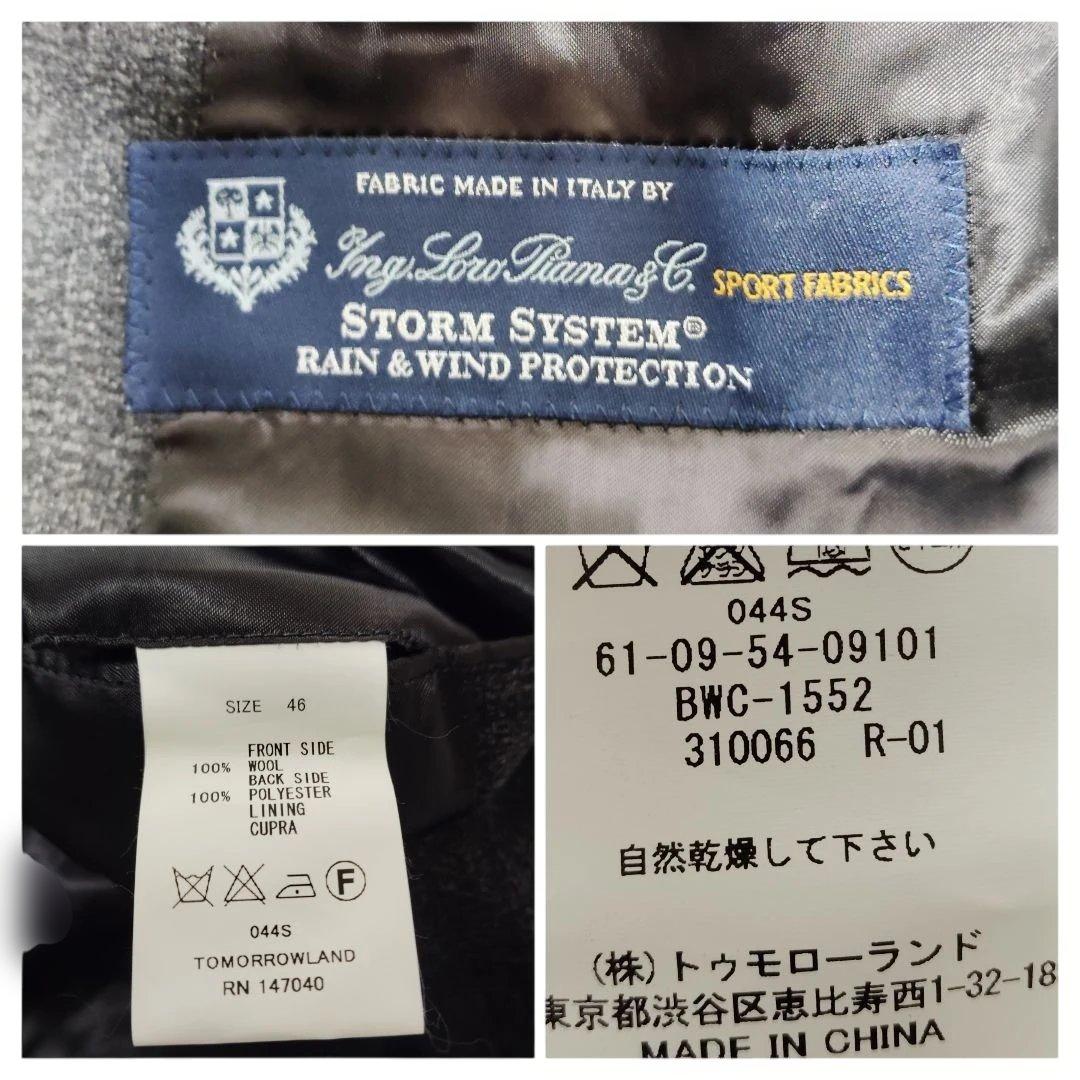 FABRIC MADE IN ITALY BY
Ing. Loro Piana & C. SPORT FABRICS
STORM SYSTEM®
RAIN & WIND PROTECTION
SIZE 46
FRONT SIDE
100% WOOL
BACK SIDE
100% POLYESTER
LINING
CUPRA
F
044S
TOMORROWLAND
RN 147040
044S
61-09-54-09101
BWC-1552
310066 R-01
自然乾燥して下さい
(株)トゥモローランド
東京都渋谷区恵比寿西1-32-18
MADE IN CHINA